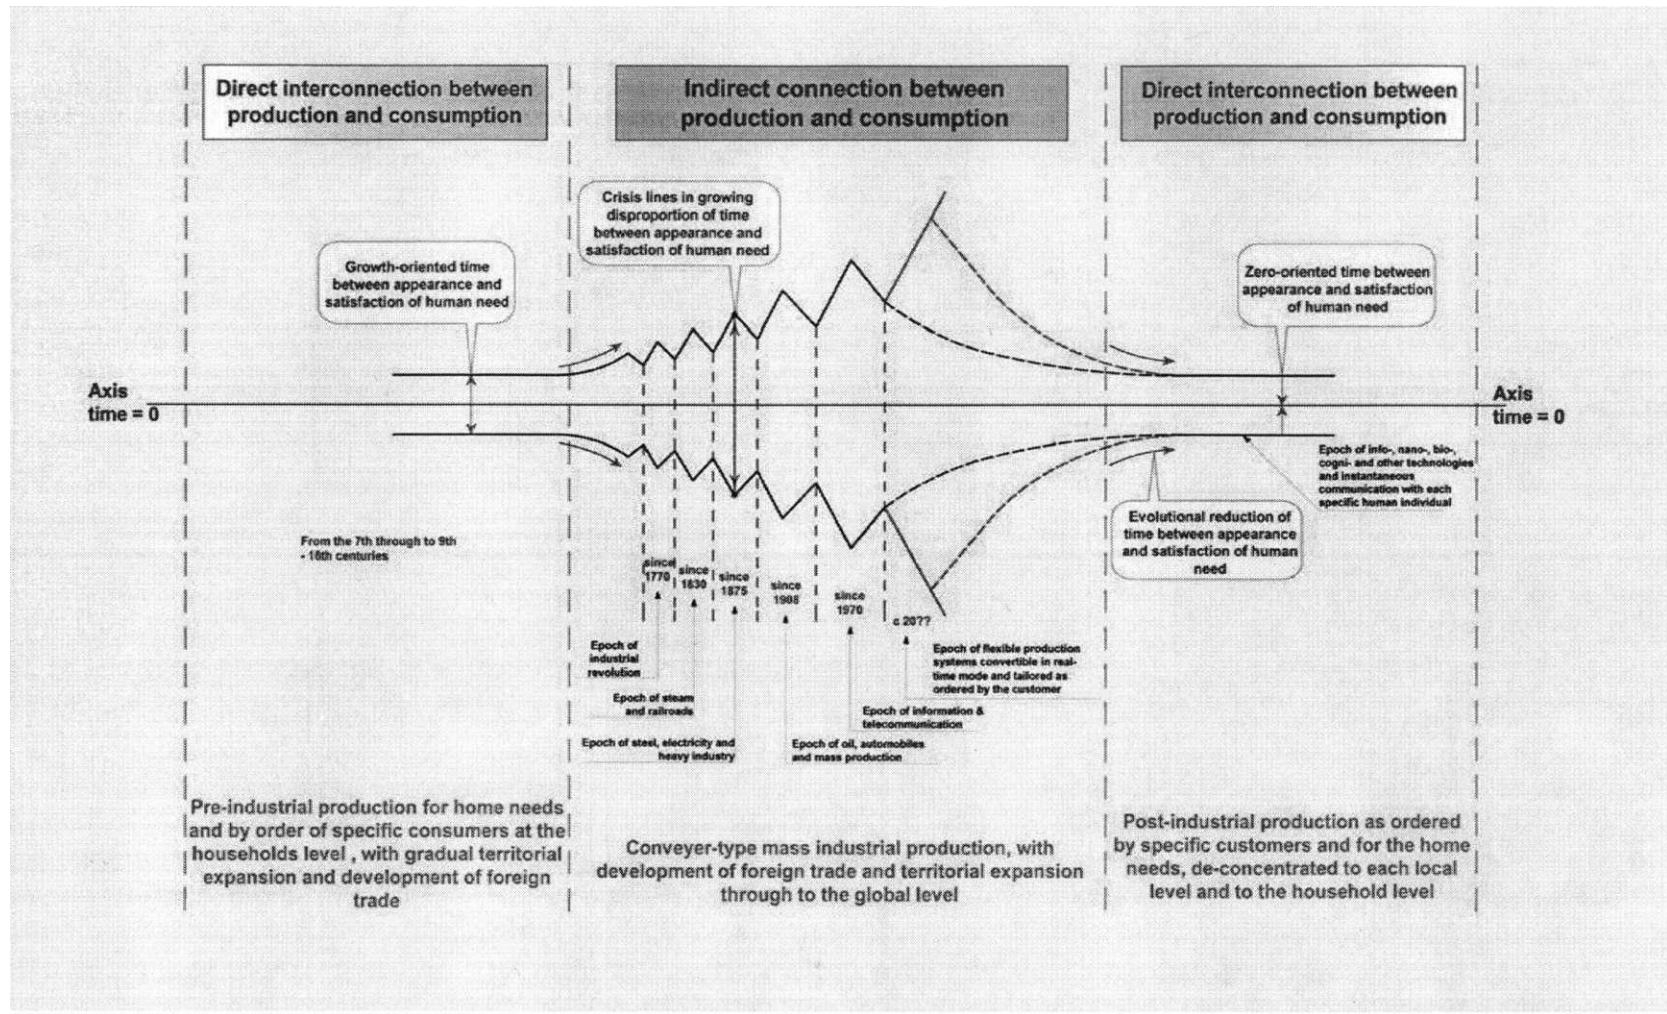 Direct interconnection between
production and consumption
Indirect connection between
production and consumption
Direct interconnection between
production and consumption
Crisis lines in growing
disproportion of time
between appearance and
satisfaction of human need
Growth-oriented time
between appearance and
satisfaction of human need
Zero-oriented time between
appearance and satisfaction
of human need
Axis
time = 0
Axis
time = 0
Epoch of info-, nano-, bio-,
cogni- and other technologies
and instantaneous
communication with each
specific human individual
Evolutional reduction of
time between appearance
and satisfaction of human
need
From the 7th through to 9th
- 18th centuries
since
1770
since
1830
since
1875
since
1908
since
1970
c 20??
Epoch of
industrial
revolution
Epoch of steam
and railroads
Epoch of steel, electricity and
heavy industry
Epoch of oil, automobiles
and mass production
Epoch of information &
telecommunication
Epoch of flexible production
systems convertible in real-
time mode and tailored as
ordered by the customer
Pre-industrial production for home needs
and by order of specific consumers at the
households level , with gradual territorial
expansion and development of foreign
trade
Conveyer-type mass industrial production, with
development of foreign trade and territorial expansion
through to the global level
Post-industrial production as ordered
by specific customers and for the home
needs, de-concentrated to each local
level and to the household level